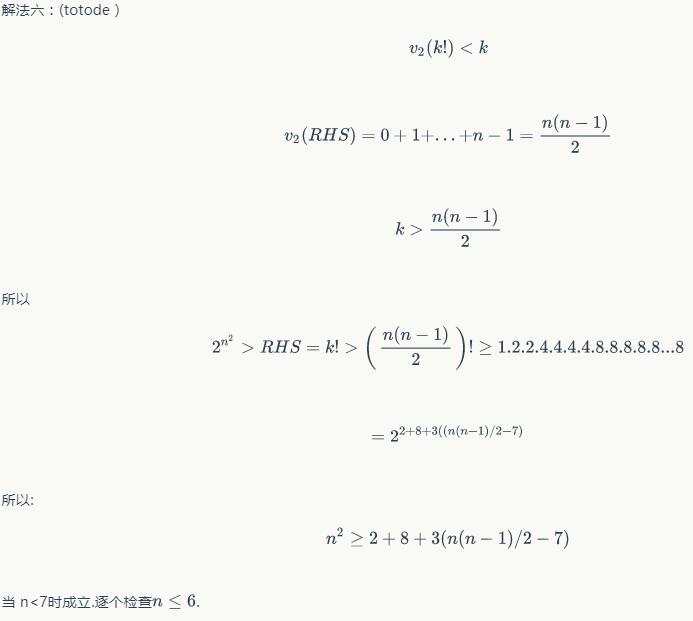 解法六：(totode )
$v_2(k!) < k$
$v_2(RHS) = 0 + 1 + \ldots + n - 1 = \frac{n(n-1)}{2}$
$k > \frac{n(n-1)}{2}$
所以
$2^{n^2} > RHS = k! > \left( \frac{n(n-1)}{2} \right)! \geq 1.2.2.4.4.4.4.8.8.8.8.8...8$
$= 2^{2+8+3((n(n-1)/2-7)}$
所以:
$n^2 \geq 2 + 8 + 3(n(n-1)/2 - 7)$
当 n<7时成立.逐个检查$n \leq 6$.